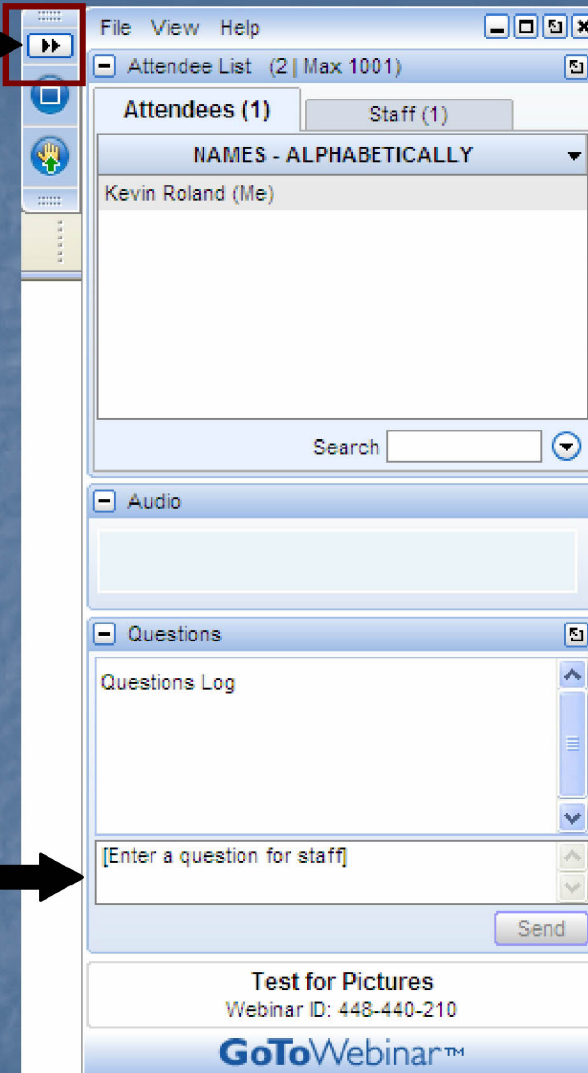 File View Help
Attendee List (2 | Max 1001)
Attendees (1) Staff (1)
NAMES - ALPHABETICALLY
Kevin Roland (Me)
Search
Audio
Questions
Questions Log
[Enter a question for staff]
Send
Test for Pictures
Webinar ID: 448-440-210
GoToWebinar™